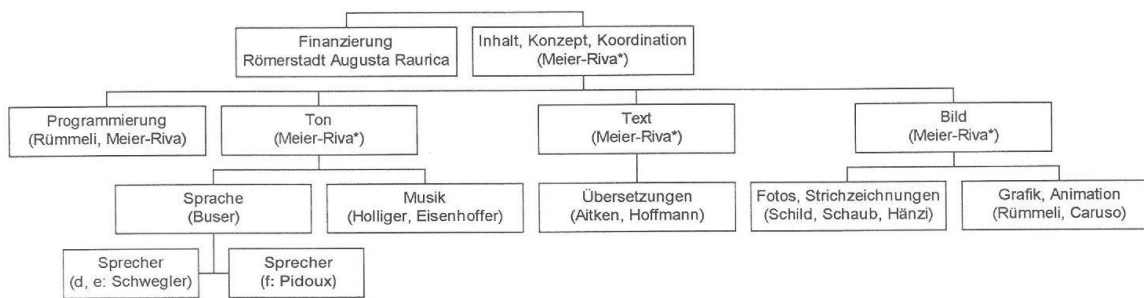 Finanzierung
Römerstadt Augusta Raurica
Inhalt, Konzept, Koordination
(Meier-Riva*)
Programmierung
(Rümmeli, Meier-Riva)
Ton
(Meier-Riva*)
Text
(Meier-Riva*)
Bild
(Meier-Riva*)
Sprache
(Buser)
Musik
(Holliger, Eisenhoffer)
Übersetzungen
(Aitken, Hoffmann)
Fotos, Strichzeichnungen
(Schild, Schaub, Hänzi)
Grafik, Animation
(Rümmeli, Caruso)
Sprecher
(d, e: Schwegler)
Sprecher
(f: Pidoux)